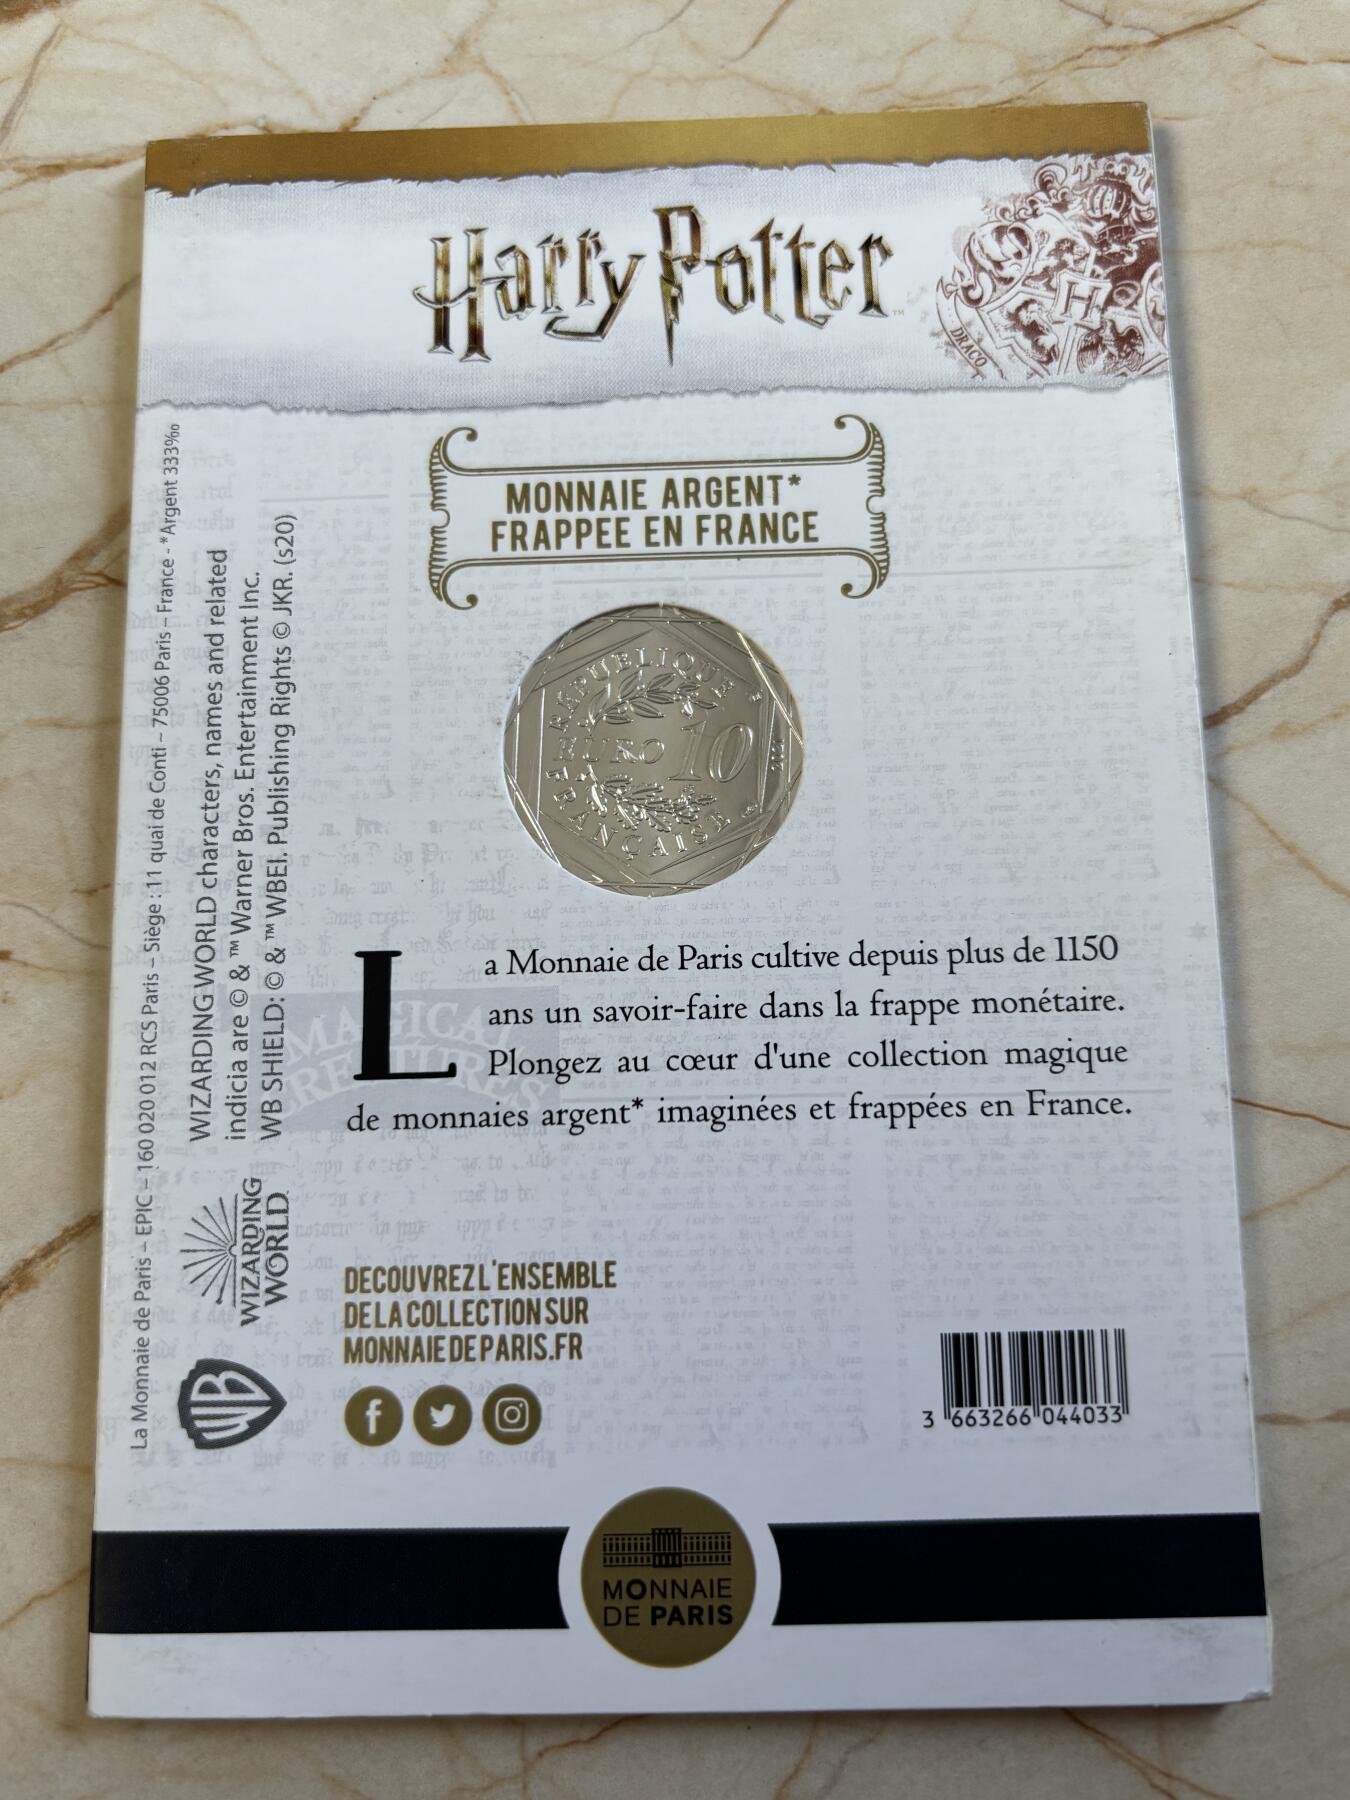 Harry Potter™
DRACO
MONNAIE ARGENT*
FRAPPEE EN FRANCE
RÉPUBLIQUE
EURO 10
2021
FRANÇAISE
La Monnaie de Paris cultive depuis plus de 1150
ans un savoir-faire dans la frappe monétaire.
Plongez au cœur d'une collection magique
de monnaies argent* imaginées et frappées en France.
MAGICAL
CREATURES
DECOUVREZ L'ENSEMBLE
DE LA COLLECTION SUR
MONNAIEDEPARIS.FR
3 663266 044033
MONNAIE
DE PARIS
La Monnaie de Paris – EPIC – 160 020 012 RCS Paris – Siège : 11 quai de Conti – 75006 Paris – France - *Argent 333‰
WIZARDING WORLD characters, names and related
indicia are © & ™ Warner Bros. Entertainment Inc.
WB SHIELD: © & ™ WBEI. Publishing Rights © JKR. (s20)
WIZARDING
WORLD
WB